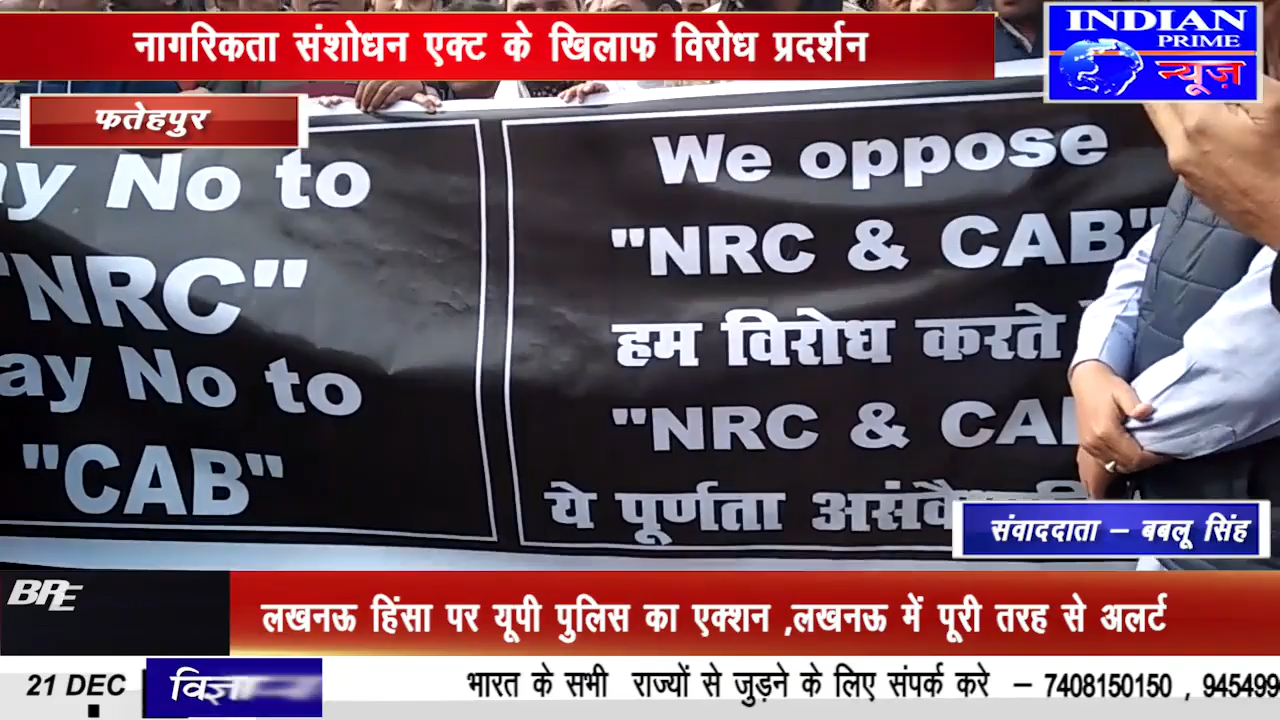 नागरिकता संशोधन एक्ट के खिलाफ विरोध प्रदर्शन
INDIAN
PRIME
न्यूज़
फतेहपुर
ay No to
"NRC"
ay No to
"CAB"
We oppose
"NRC & CAB"
हम विरोध करते
"NRC & CA
ये पूर्णता
संवाददाता – बबलू सिंह
लखनऊ हिंसा पर यूपी पुलिस का एक्शन ,लखनऊ में पूरी तरह से अलर्ट
21 DEC
भारत के सभी राज्यों से जुड़ने के लिए संपर्क करे – 7408150150 , 945499